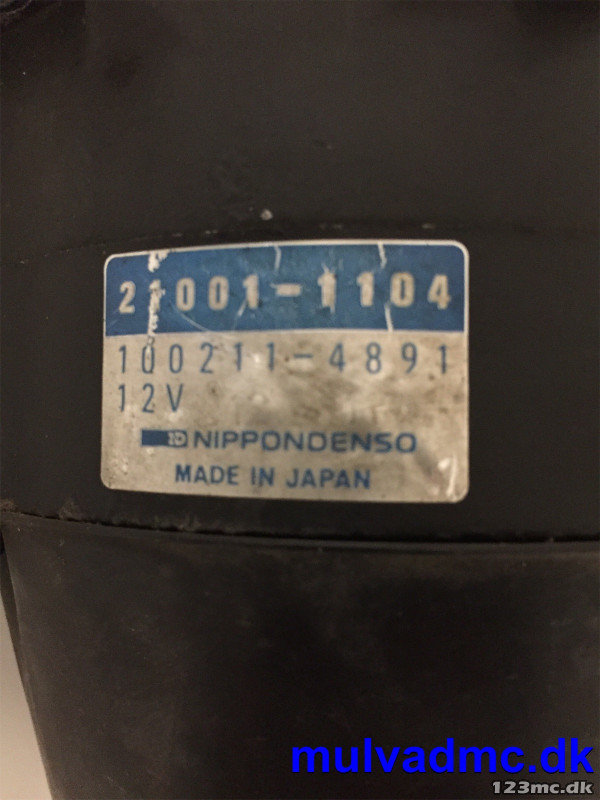 21001-1104
100211-4891
12V
NIPPONDENSO
MADE IN JAPAN
mulvadmc.dk
123mc.dk